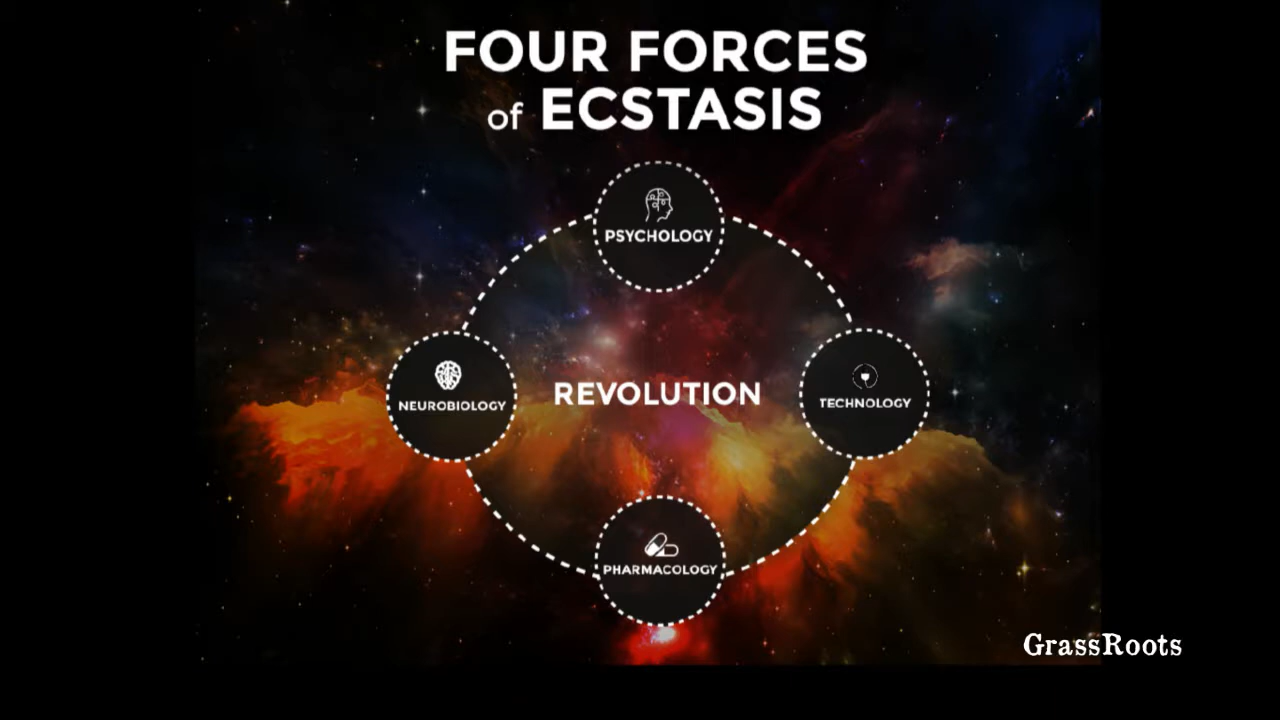 FOUR FORCES
of ECSTASIS
PSYCHOLOGY
NEUROBIOLOGY
REVOLUTION
TECHNOLOGY
PHARMACOLOGY
GrassRoots